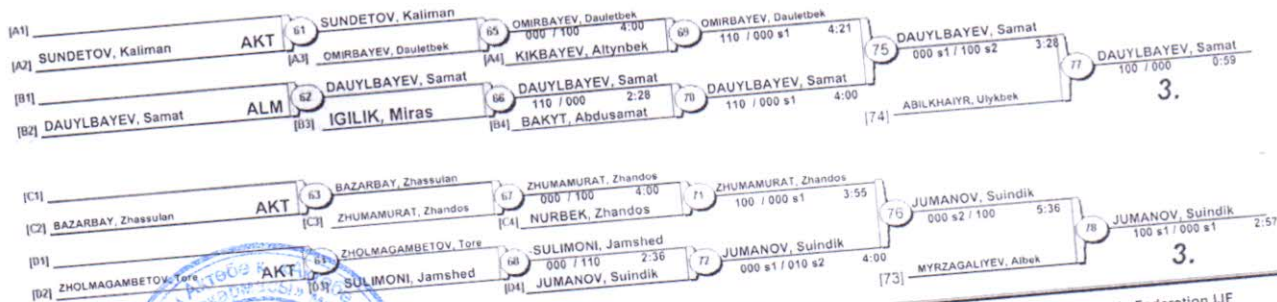 [A1]
[A2] SUNDETOV, Kaliman AKT
61
SUNDETOV, Kaliman
[A3] OMIRBAYEV, Dauletbek
65
OMIRBAYEV, Dauletbek
000 / 100 4:00
[A4] KIKBAYEV, Altynbek
69
OMIRBAYEV, Dauletbek
110 / 000 s1 4:21
[B1]
[B2] DAUYLBAYEV, Samat ALM
62
DAUYLBAYEV, Samat
[B3] IGILIK, Miras
66
DAUYLBAYEV, Samat
110 / 000 2:28
[B4] BAKYT, Abdusamat
70
DAUYLBAYEV, Samat
110 / 000 s1 4:00
75
DAUYLBAYEV, Samat
000 s1 / 100 s2 3:28
[74] ABILKHAIYR, Ulykbek
77
DAUYLBAYEV, Samat
100 / 000 0:59
3.
[C1]
[C2] BAZARBAY, Zhassulan AKT
63
BAZARBAY, Zhassulan
[C3] ZHUMAMURAT, Zhandos
67
ZHUMAMURAT, Zhandos
000 / 100 4:00
[C4] NURBEK, Zhandos
71
ZHUMAMURAT, Zhandos
100 / 000 s1 3:55
[D1]
[D2] ZHOLMAGAMBETOV, Tore AKT
64
ZHOLMAGAMBETOV, Tore
[D3] SULIMONI, Jamshed
68
SULIMONI, Jamshed
000 / 110 2:36
[D4] JUMANOV, Suindik
72
JUMANOV, Suindik
000 s1 / 010 s2 4:00
76
JUMANOV, Suindik
000 s2 / 100 5:36
[73] MYRZAGALIYEV, Albek
78
JUMANOV, Suindik
100 s1 / 000 s1 2:57
3.
Federation IJF